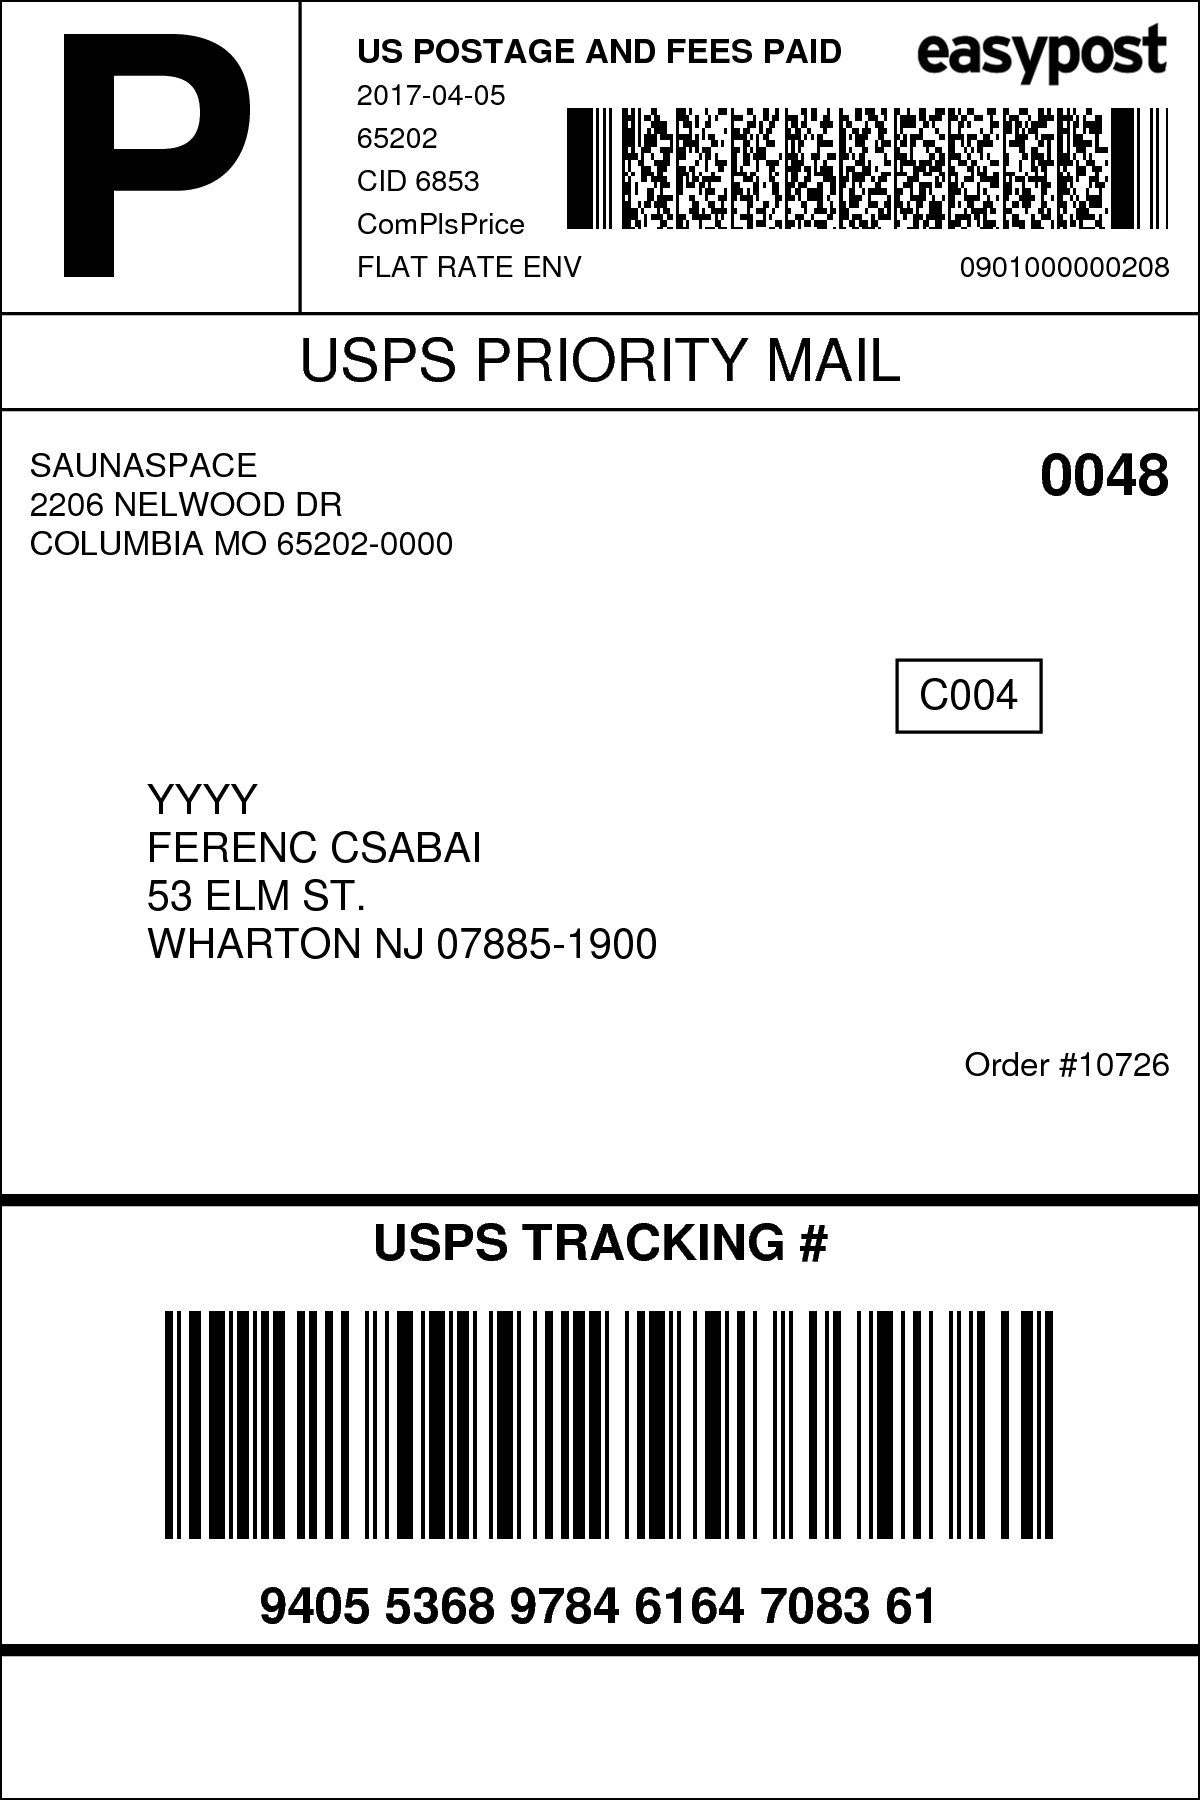 P
US POSTAGE AND FEES PAID
easypost
2017-04-05
65202
CID 6853
ComPlsPrice
FLAT RATE ENV
0901000000208
USPS PRIORITY MAIL
SAUNASPACE
2206 NELWOOD DR
COLUMBIA MO 65202-0000
0048
C004
YYYY
FERENC CSABAI
53 ELM ST.
WHARTON NJ 07885-1900
Order #10726
USPS TRACKING #
9405 5368 9784 6164 7083 61